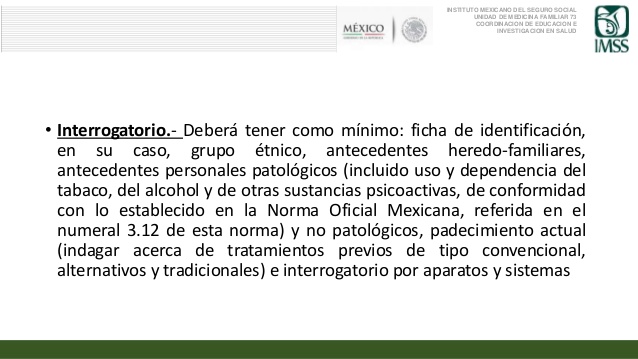 INSTITUTO MEXICANO DEL SEGURO SOCIAL
UNIDAD DE MEDICINA FAMILIAR 73
COORDINACION DE EDUCACION E
INVESTIGACION EN SALUD
MÉXICO
GOBIERNO DE LA REPÚBLICA
IMSS
• Interrogatorio.- Deberá tener como mínimo: ficha de identificación,
en su caso, grupo étnico, antecedentes heredo-familiares,
antecedentes personales patológicos (incluido uso y dependencia del
tabaco, del alcohol y de otras sustancias psicoactivas, de conformidad
con lo establecido en la Norma Oficial Mexicana, referida en el
numeral 3.12 de esta norma) y no patológicos, padecimiento actual
(indagar acerca de tratamientos previos de tipo convencional,
alternativos y tradicionales) e interrogatorio por aparatos y sistemas